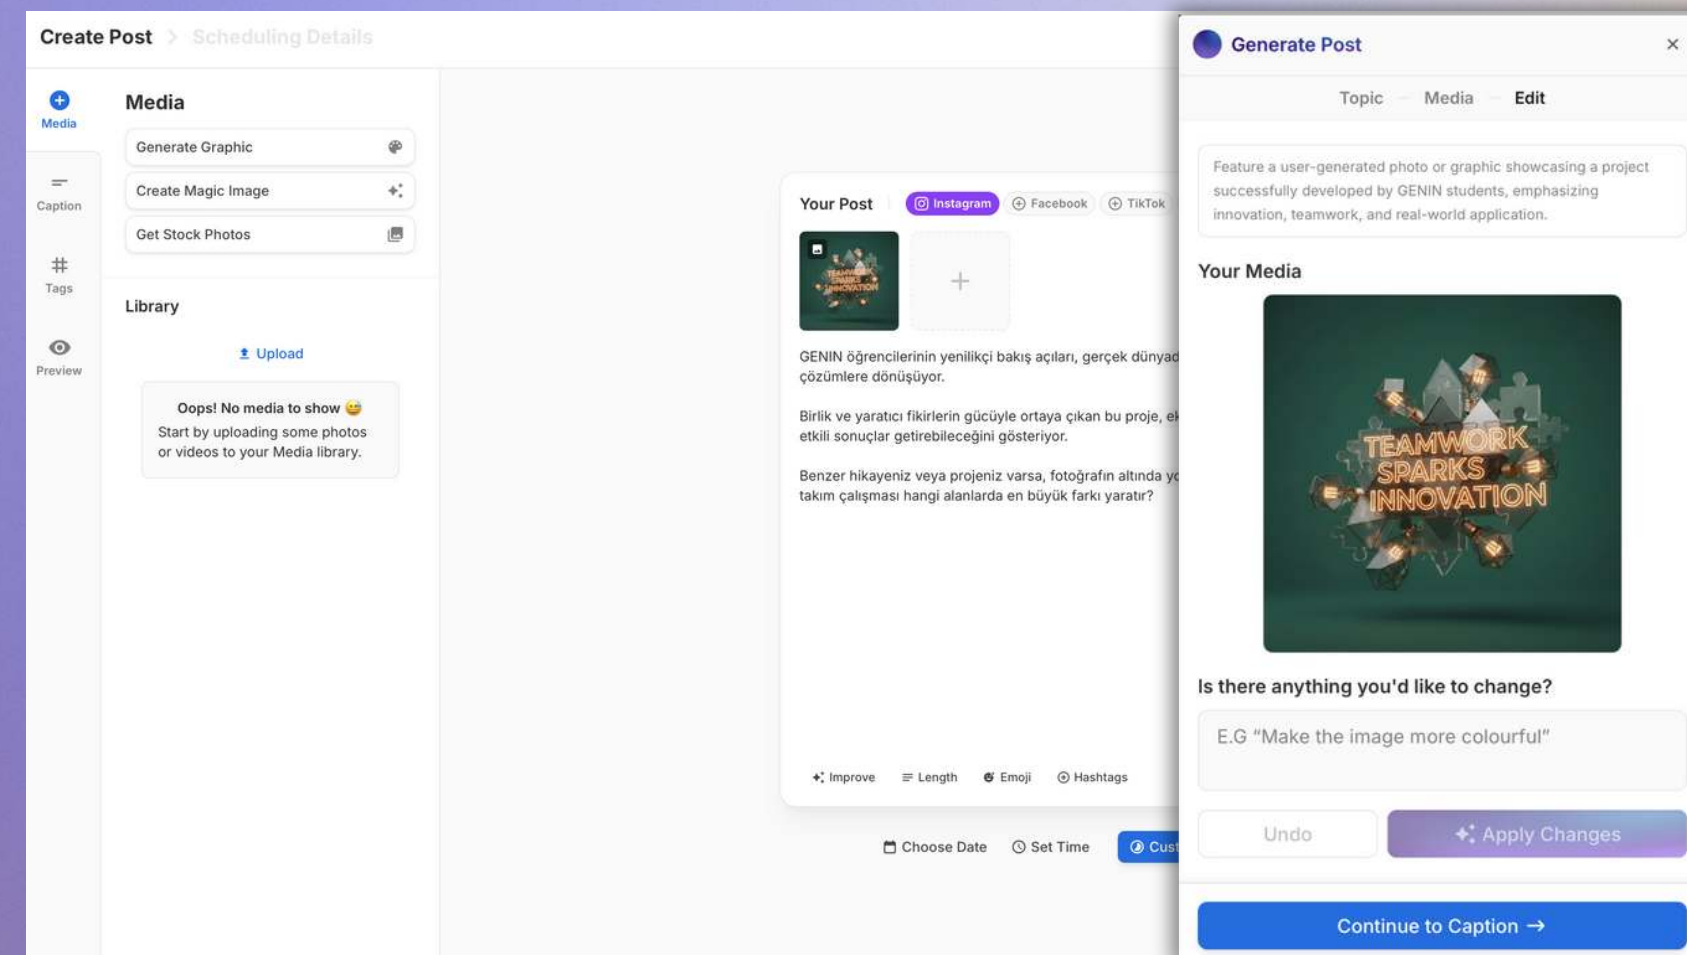 Create Post > Scheduling Details
Media
Caption
Tags
Preview
Media
Generate Graphic
Create Magic Image
Get Stock Photos
Library
Upload
Oops! No media to show 😅
Start by uploading some photos
or videos to your Media library.
Your Post Instagram Facebook TikTok
TEAMWORK
SPARKS
INNOVATION
GENIN öğrencilerinin yenilikçi bakış açıları, gerçek
çözümlere dönüşüyor.
Birlik ve yaratıcı fikirlerin gücüyle ortaya çıkan bu proje,
etkili sonuçlar getirebileceğini gösteriyor.
Benzer hikayeniz veya projeniz varsa, fotoğrafın altında
takım çalışması hangi alanlarda en büyük farkı yaratır?
Improve Length Emoji Hashtags
Choose Date Set Time
Generate Post
Topic – Media – Edit
Feature a user-generated photo or graphic showcasing a project
successfully developed by GENIN students, emphasizing
innovation, teamwork, and real-world application.
Your Media
TEAMWORK
SPARKS
INNOVATION
Is there anything you'd like to change?
E.G “Make the image more colourful”
Undo Apply Changes
Continue to Caption →